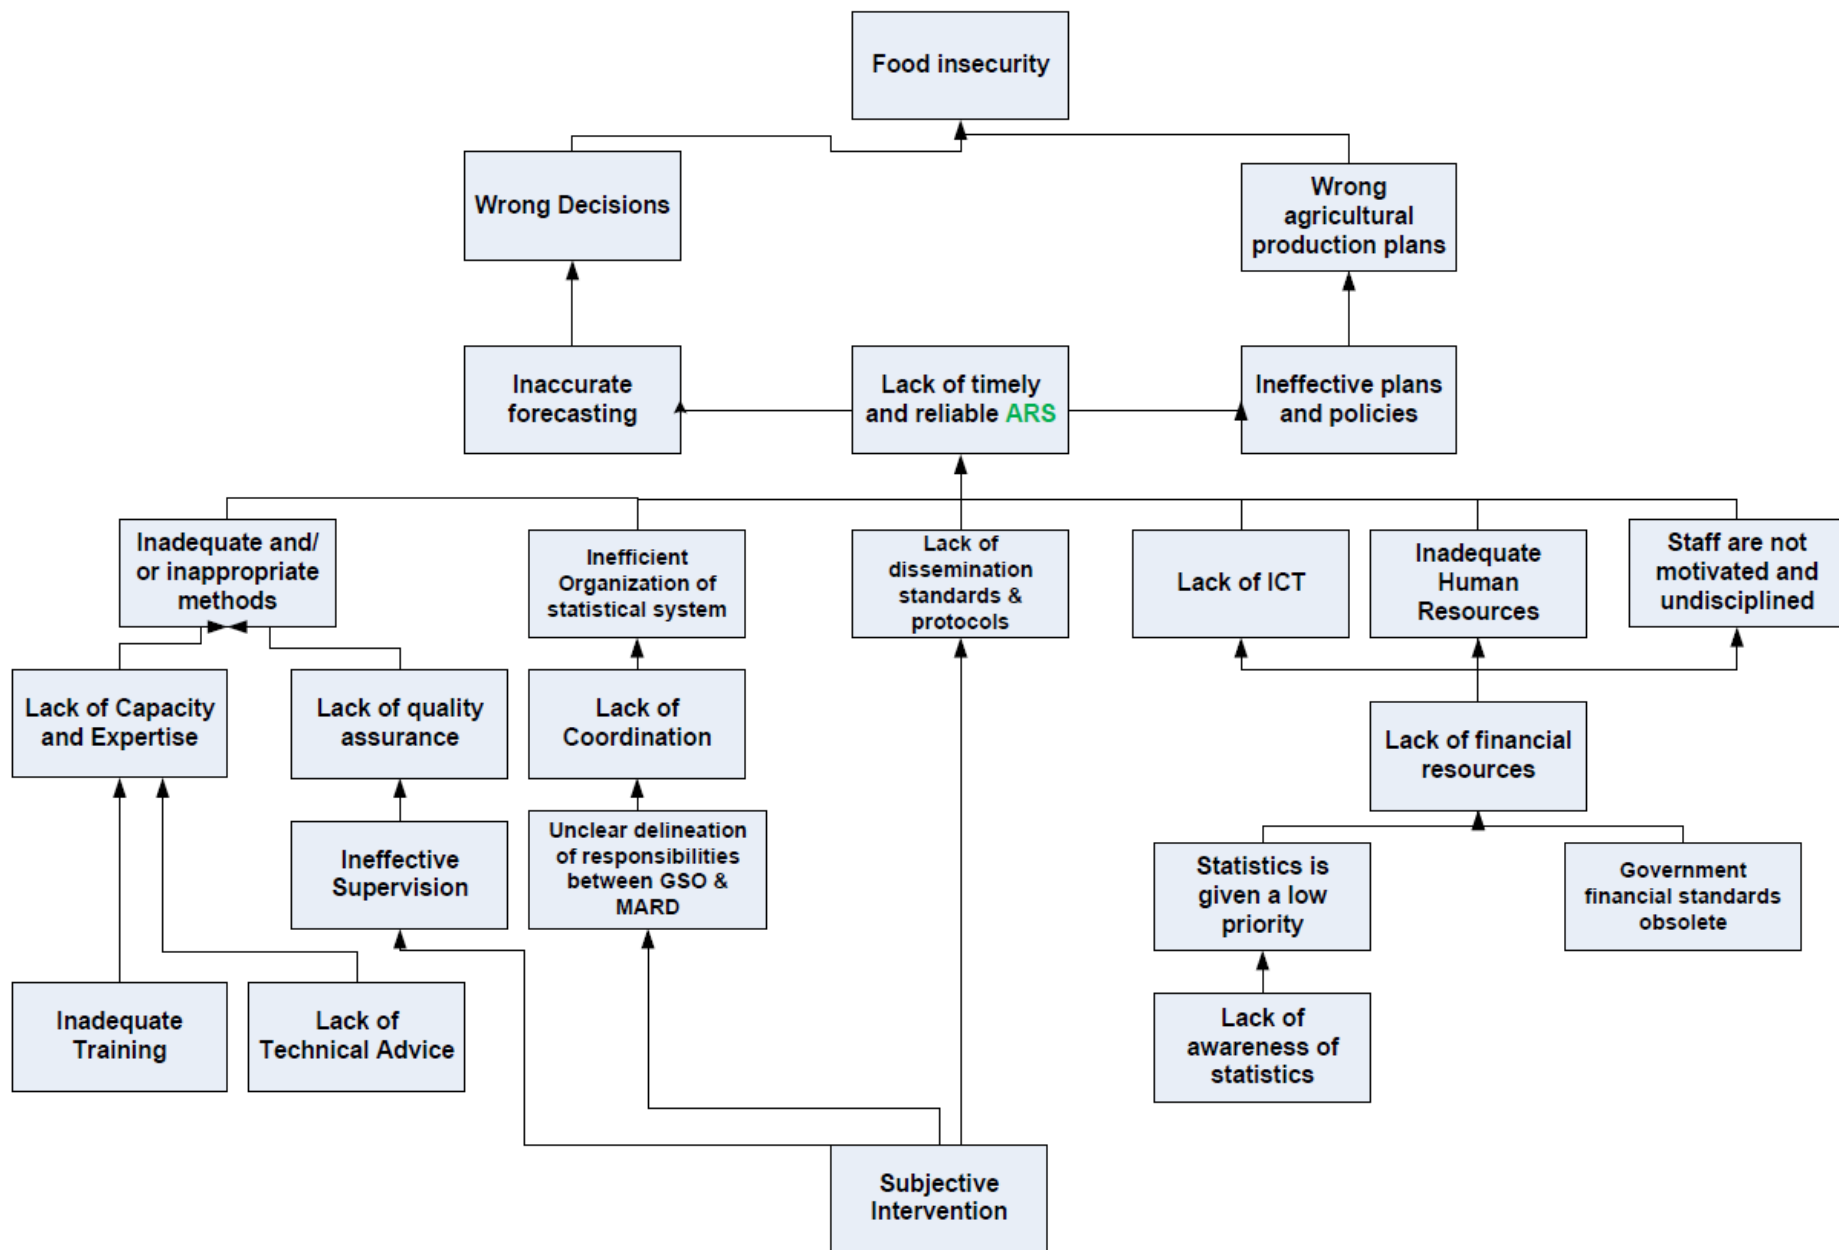 Food insecurity
Wrong Decisions
Wrong
agricultural
production plans
Inaccurate
forecasting
Lack of timely
and reliable ARS
Ineffective plans
and policies
Inadequate and/
or inappropriate
methods
Inefficient
Organization of
statistical system
Lack of
dissemination
standards &
protocols
Lack of ICT
Inadequate
Human
Resources
Staff are not
motivated and
undisciplined
Lack of Capacity
and Expertise
Lack of quality
assurance
Lack of
Coordination
Lack of financial
resources
Ineffective
Supervision
Unclear delineation
of responsibilities
between GSO &
MARD
Statistics is
given a low
priority
Government
financial standards
obsolete
Inadequate
Training
Lack of
Technical Advice
Lack of
awareness of
statistics
Subjective
Intervention